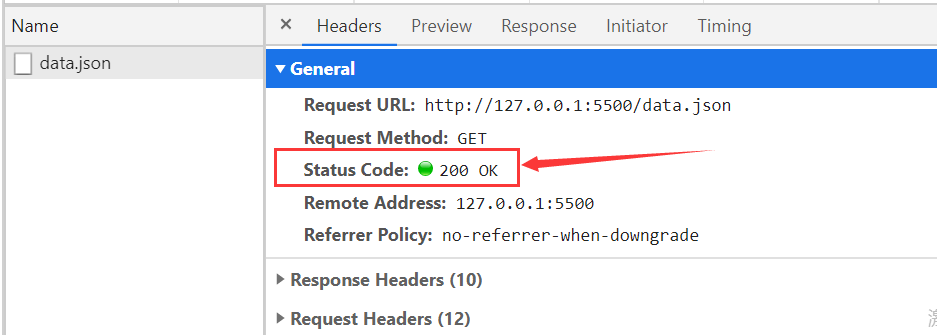 Name
Headers Preview Response Initiator Timing
data.json
General
Request URL: http://127.0.0.1:5500/data.json
Request Method: GET
Status Code: 200 OK
Remote Address: 127.0.0.1:5500
Referrer Policy: no-referrer-when-downgrade
Response Headers (10)
Request Headers (12)